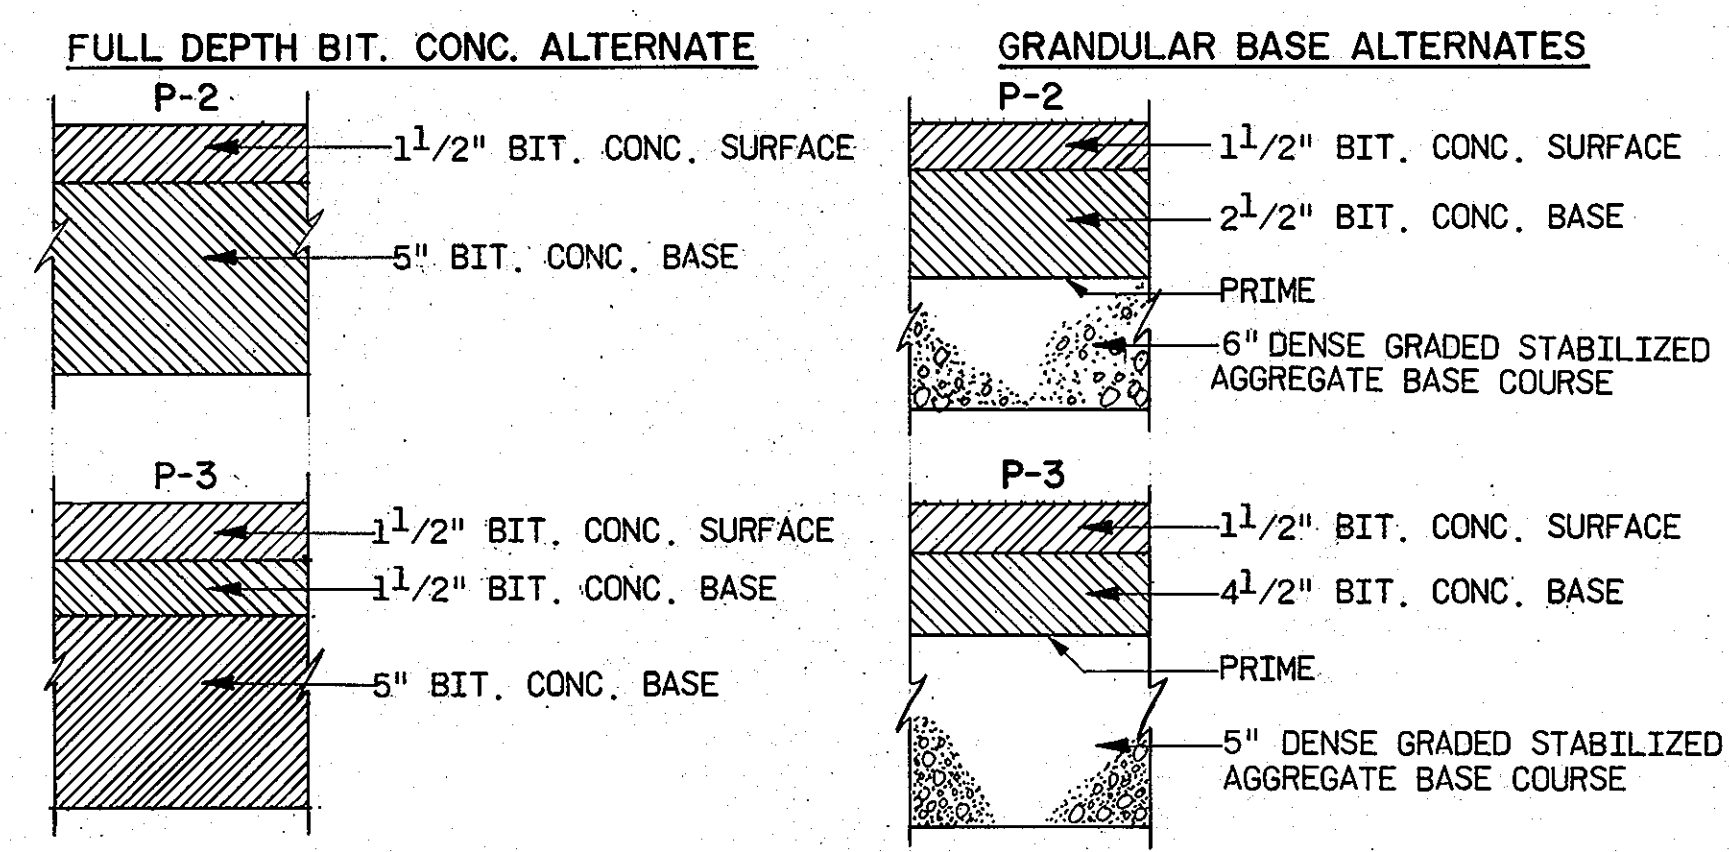 FULL DEPTH BIT. CONC. ALTERNATE
P-2
1 1/2" BIT. CONC. SURFACE
5" BIT. CONC. BASE
P-3
1 1/2" BIT. CONC. SURFACE
1 1/2" BIT. CONC. BASE
5" BIT. CONC. BASE
GRANDULAR BASE ALTERNATES
P-2
1 1/2" BIT. CONC. SURFACE
2 1/2" BIT. CONC. BASE
PRIME
6" DENSE GRADED STABILIZED
AGGREGATE BASE COURSE
P-3
1 1/2" BIT. CONC. SURFACE
4 1/2" BIT. CONC. BASE
PRIME
5" DENSE GRADED STABILIZED
AGGREGATE BASE COURSE